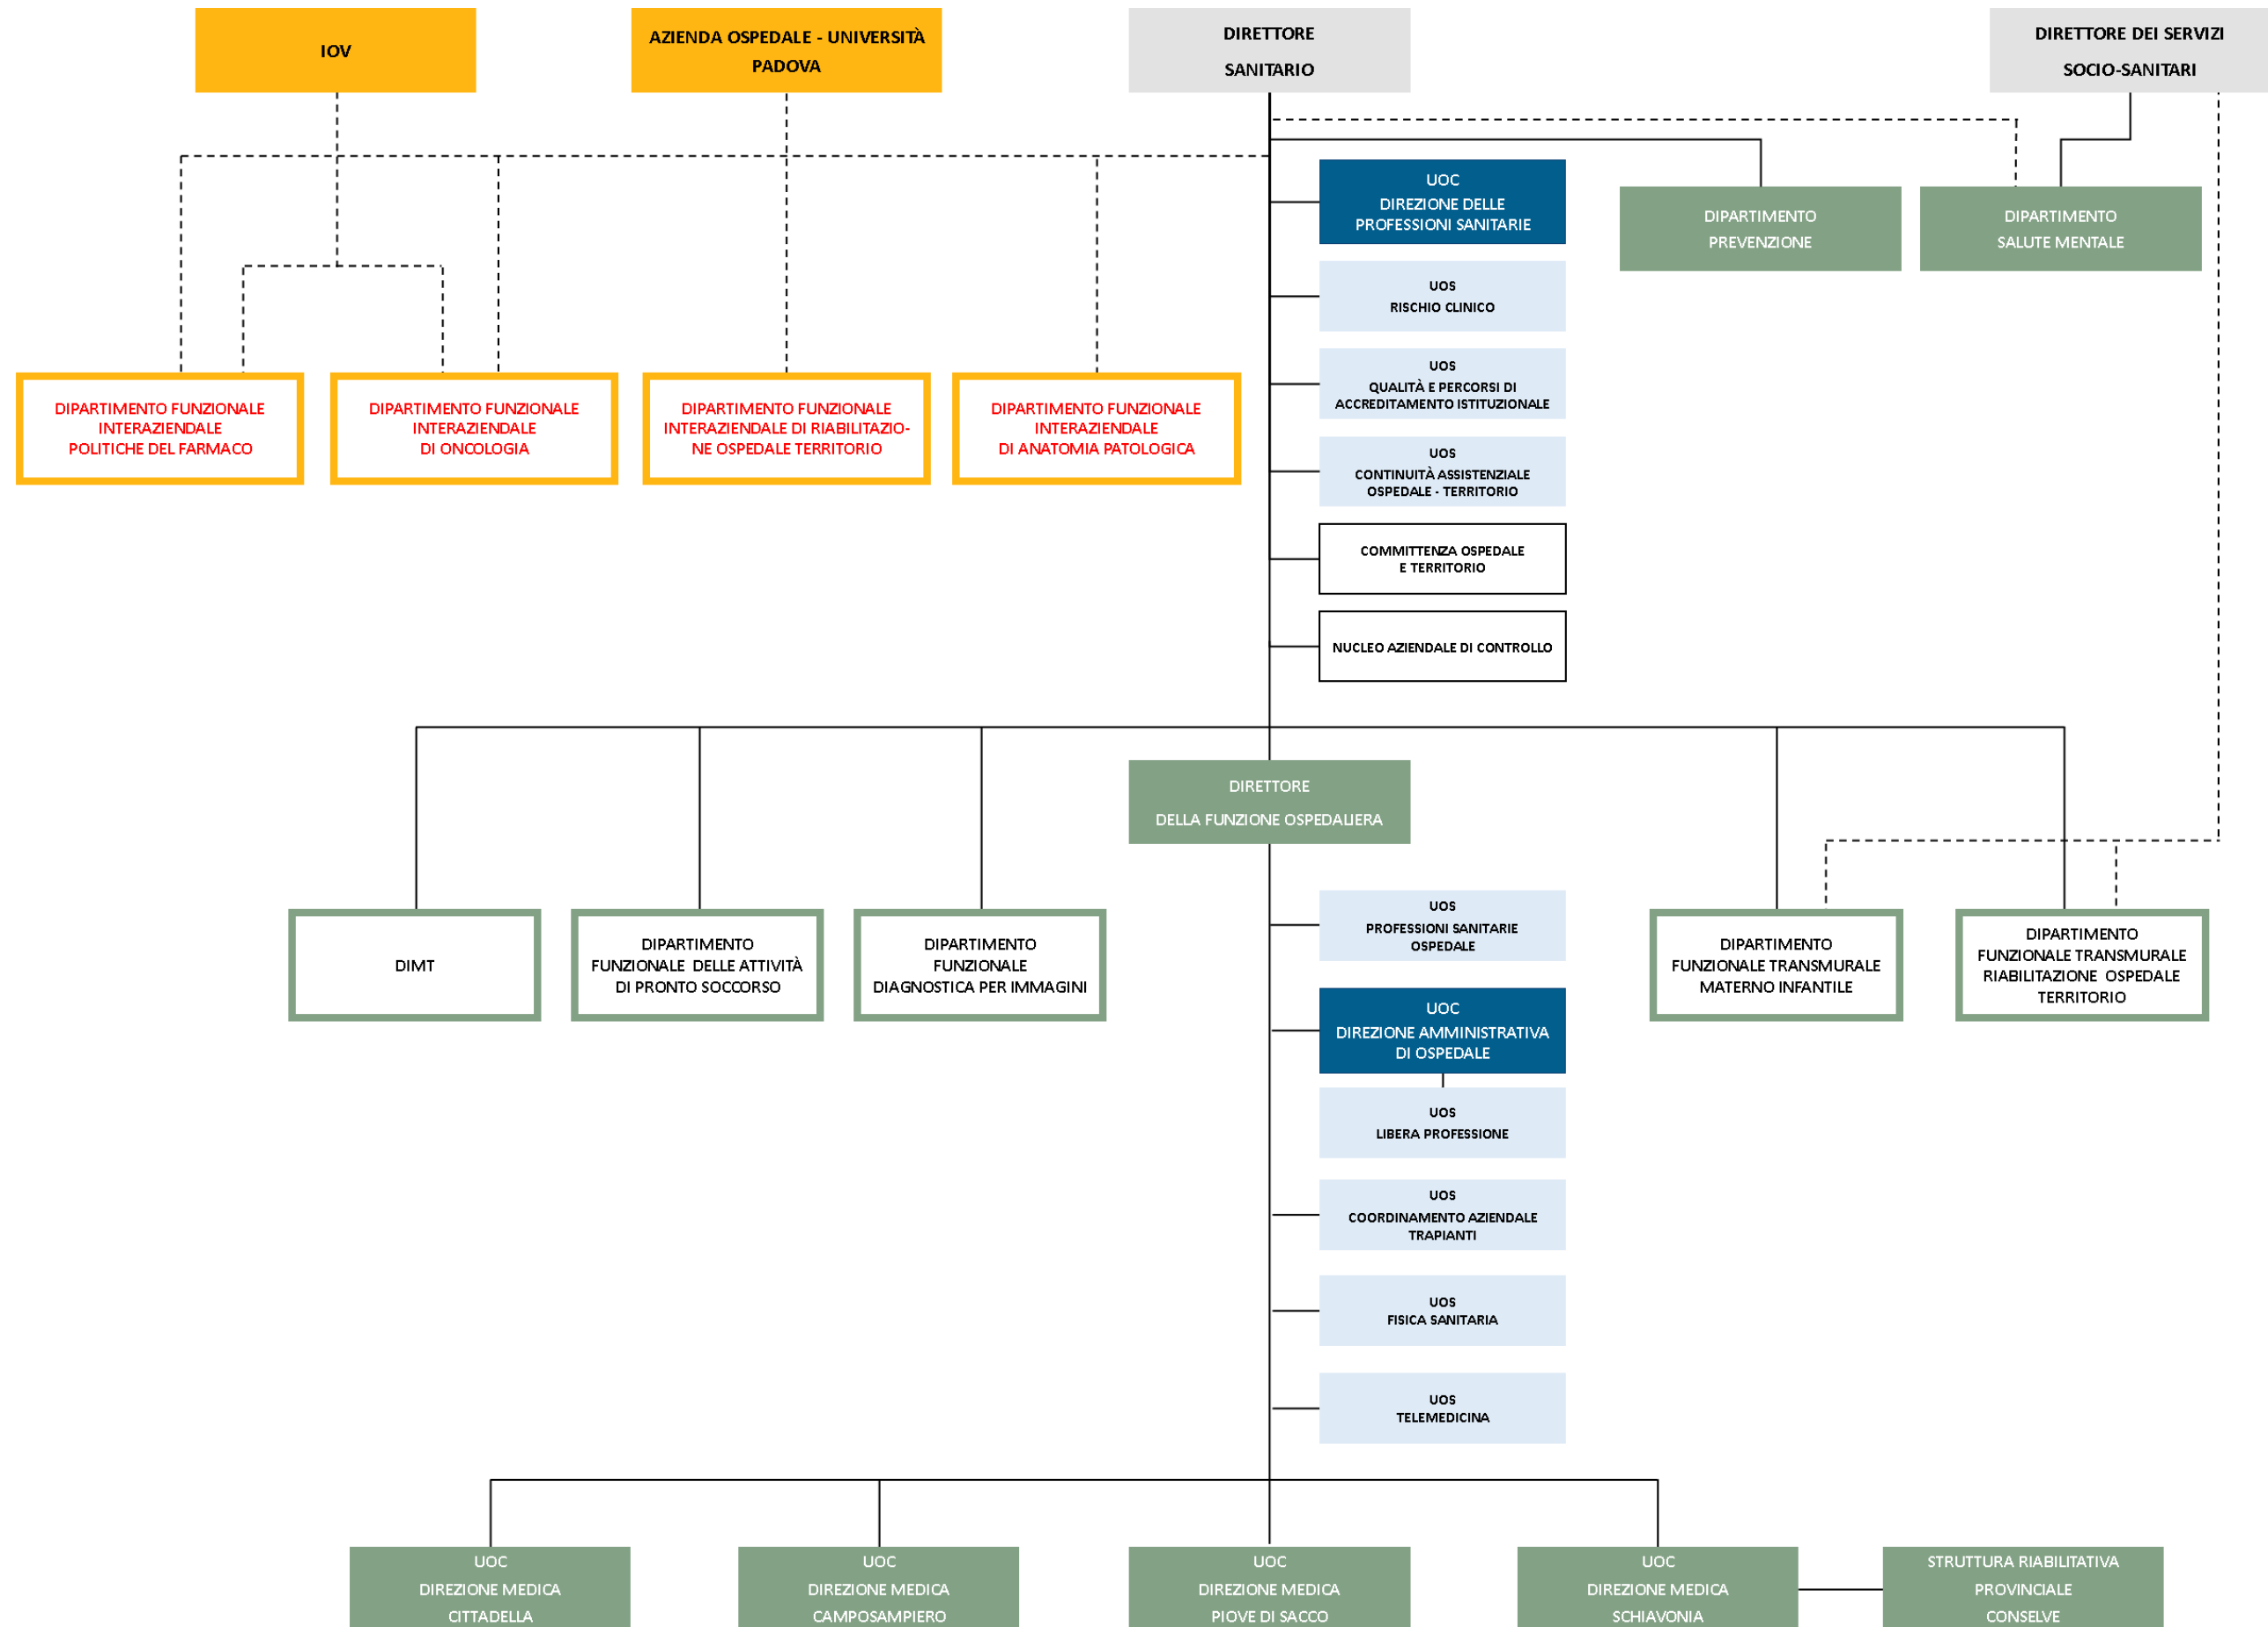 IOV
AZIENDA OSPEDALE - UNIVERSITÀ
PADOVA
DIRETTORE
SANITARIO
DIRETTORE DEI SERVIZI
SOCIO-SANITARI
UOC
DIREZIONE DELLE
PROFESSIONI SANITARIE
DIPARTIMENTO
PREVENZIONE
DIPARTIMENTO
SALUTE MENTALE
UOS
RISCHIO CLINICO
UOS
QUALITÀ E PERCORSI DI
ACCREDITAMENTO ISTITUZIONALE
DIPARTIMENTO FUNZIONALE
INTERAZIENDALE
POLITICHE DEL FARMACO
DIPARTIMENTO FUNZIONALE
INTERAZIENDALE
DI ONCOLOGIA
DIPARTIMENTO FUNZIONALE
INTERAZIENDALE DI RIABILITAZIO-
NE OSPEDALE TERRITORIO
DIPARTIMENTO FUNZIONALE
INTERAZIENDALE
DI ANATOMIA PATOLOGICA
UOS
CONTINUITÀ ASSISTENZIALE
OSPEDALE - TERRITORIO
COMMITTENZA OSPEDALE
E TERRITORIO
NUCLEO AZIENDALE DI CONTROLLO
DIRETTORE
DELLA FUNZIONE OSPEDALIERA
UOS
PROFESSIONI SANITARIE
OSPEDALE
DIMT
DIPARTIMENTO
FUNZIONALE DELLE ATTIVITÀ
DI PRONTO SOCCORSO
DIPARTIMENTO
FUNZIONALE
DIAGNOSTICA PER IMMAGINI
DIPARTIMENTO
FUNZIONALE TRANSMURALE
MATERNO INFANTILE
DIPARTIMENTO
FUNZIONALE TRANSMURALE
RIABILITAZIONE OSPEDALE
TERRITORIO
UOC
DIREZIONE AMMINISTRATIVA
DI OSPEDALE
UOS
LIBERA PROFESSIONE
UOS
COORDINAMENTO AZIENDALE
TRAPIANTI
UOS
FISICA SANITARIA
UOS
TELEMEDICINA
UOC
DIREZIONE MEDICA
CITTADELLA
UOC
DIREZIONE MEDICA
CAMPOSAMPIERO
UOC
DIREZIONE MEDICA
PIOVE DI SACCO
UOC
DIREZIONE MEDICA
SCHIAVONIA
STRUTTURA RIABILITATIVA
PROVINCIALE
CONSELVE